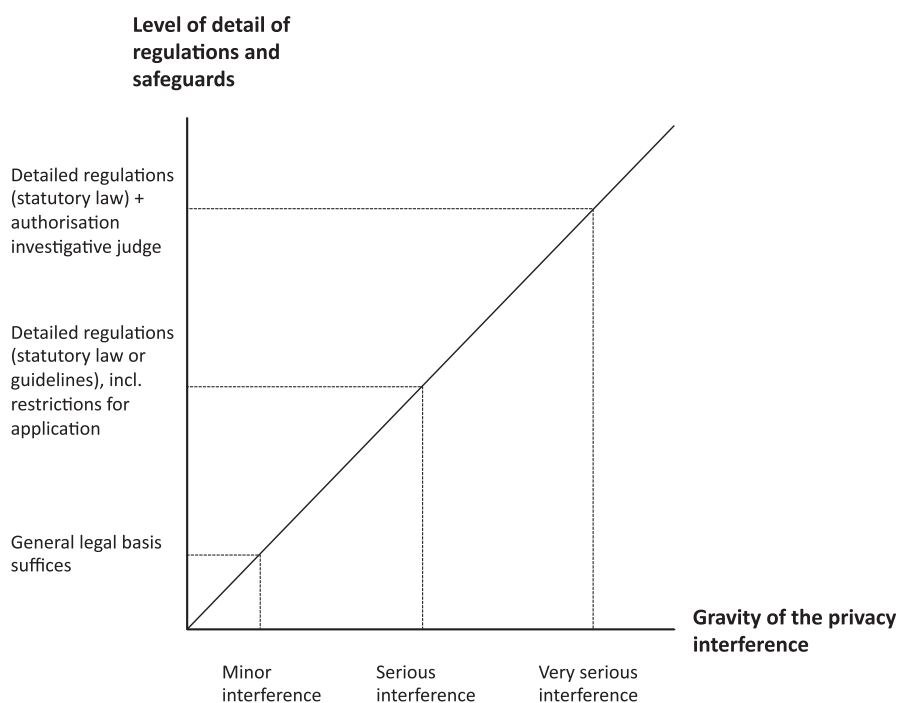 Level of detail of
regulations and
safeguards
Detailed regulations
(statutory law) +
authorisation
investigative judge
Detailed regulations
(statutory law or
guidelines), incl.
restrictions for
application
General legal basis
suffices
Gravity of the privacy
interference
Minor
interference
Serious
interference
Very serious
interference